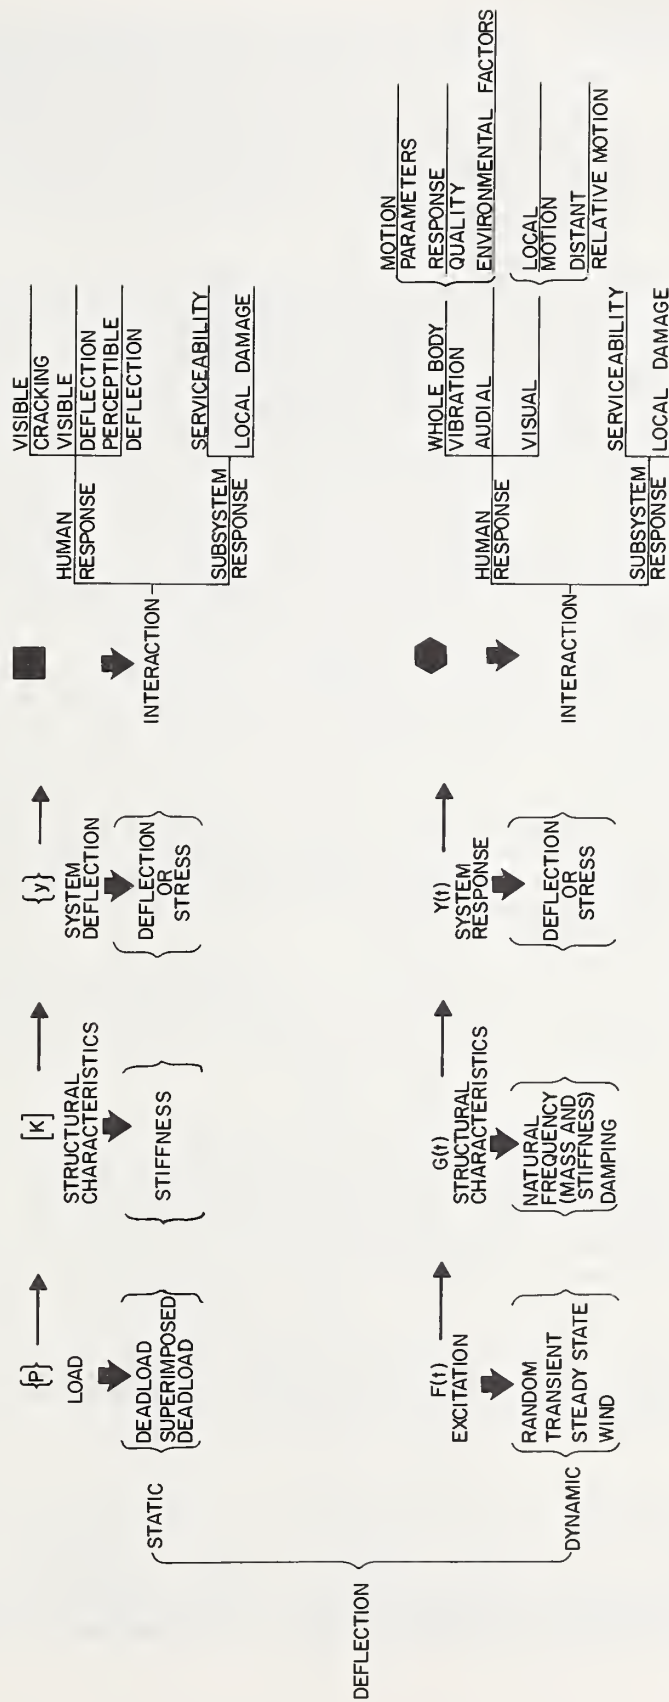 DEFLECTION
STATIC
{P}
LOAD
DEADLOAD
SUPERIMPOSED
DEADLOAD
[K]
STRUCTURAL
CHARACTERISTICS
STIFFNESS
{y}
SYSTEM
DEFLECTION
DEFLECTION
OR
STRESS
INTERACTION
HUMAN
RESPONSE
VISIBLE
CRACKING
VISIBLE
DEFLECTION
PERCEPTIBLE
DEFLECTION
SUBSYSTEM
RESPONSE
SERVICEABILITY
LOCAL DAMAGE
DYNAMIC
F(t)
EXCITATION
RANDOM
TRANSIENT
STEADY STATE
WIND
G(t)
STRUCTURAL
CHARACTERISTICS
NATURAL
FREQUENCY
(MASS AND
STIFFNESS)
DAMPING
Y(t)
SYSTEM
RESPONSE
DEFLECTION
OR
STRESS
INTERACTION
HUMAN
RESPONSE
WHOLE BODY
VIBRATION
AUDIAL
VISUAL
MOTION
PARAMETERS
RESPONSE
QUALITY
ENVIRONMENTAL FACTORS
LOCAL
MOTION
DISTANT
RELATIVE MOTION
SUBSYSTEM
RESPONSE
SERVICEABILITY
LOCAL DAMAGE